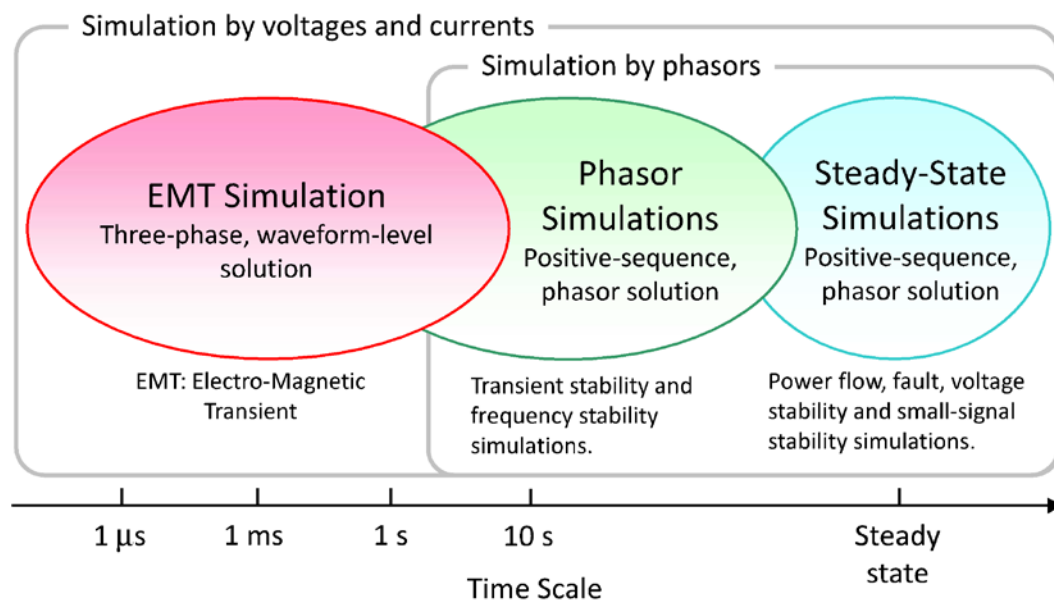 Simulation by voltages and currents
Simulation by phasors
EMT Simulation
Three-phase, waveform-level
solution
Phasor
Simulations
Positive-sequence,
phasor solution
Steady-State
Simulations
Positive-sequence,
phasor solution
EMT: Electro-Magnetic
Transient
Transient stability and
frequency stability
simulations.
Power flow, fault, voltage
stability and small-signal
stability simulations.
1 μs
1 ms
1 s
10 s
Steady
state
Time Scale